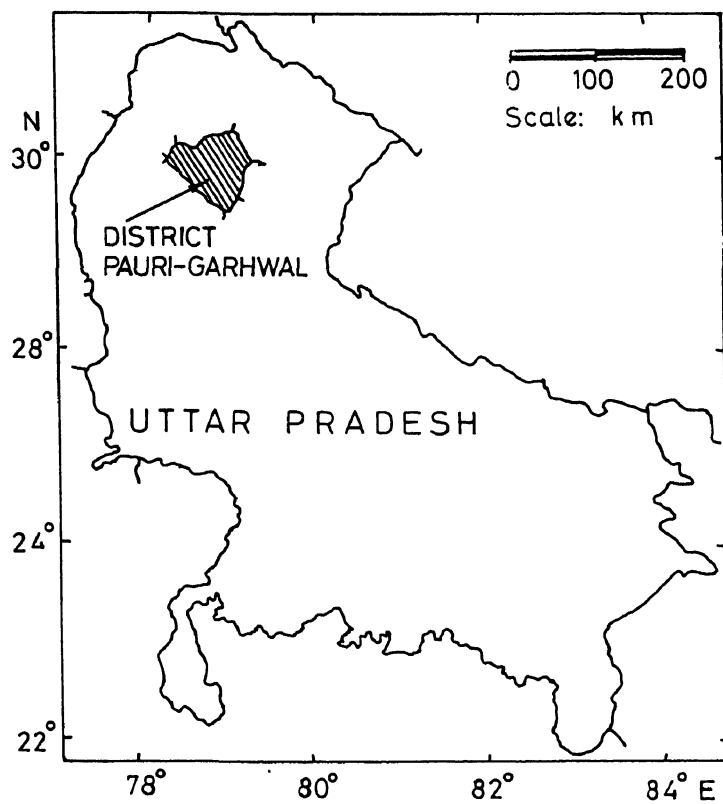 0 100 200
Scale: km
N
30°
DISTRICT
PAURI-GARHWAL
28°
UTTAR PRADESH
24°
22°
78° 80° 82° 84° E